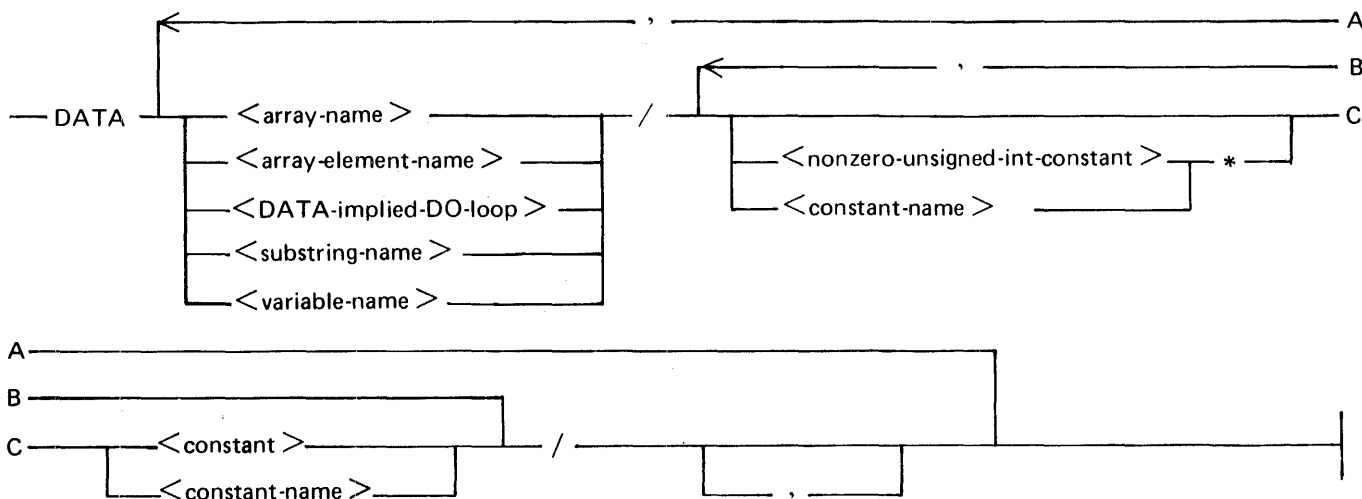 , A
, B
DATA <array-name> / C
<array-element-name> <nonzero-unsigned-int-constant> *
<DATA-implied-DO-loop> <constant-name>
<substring-name>
<variable-name>
A
B
C <constant> /
<constant-name> ,